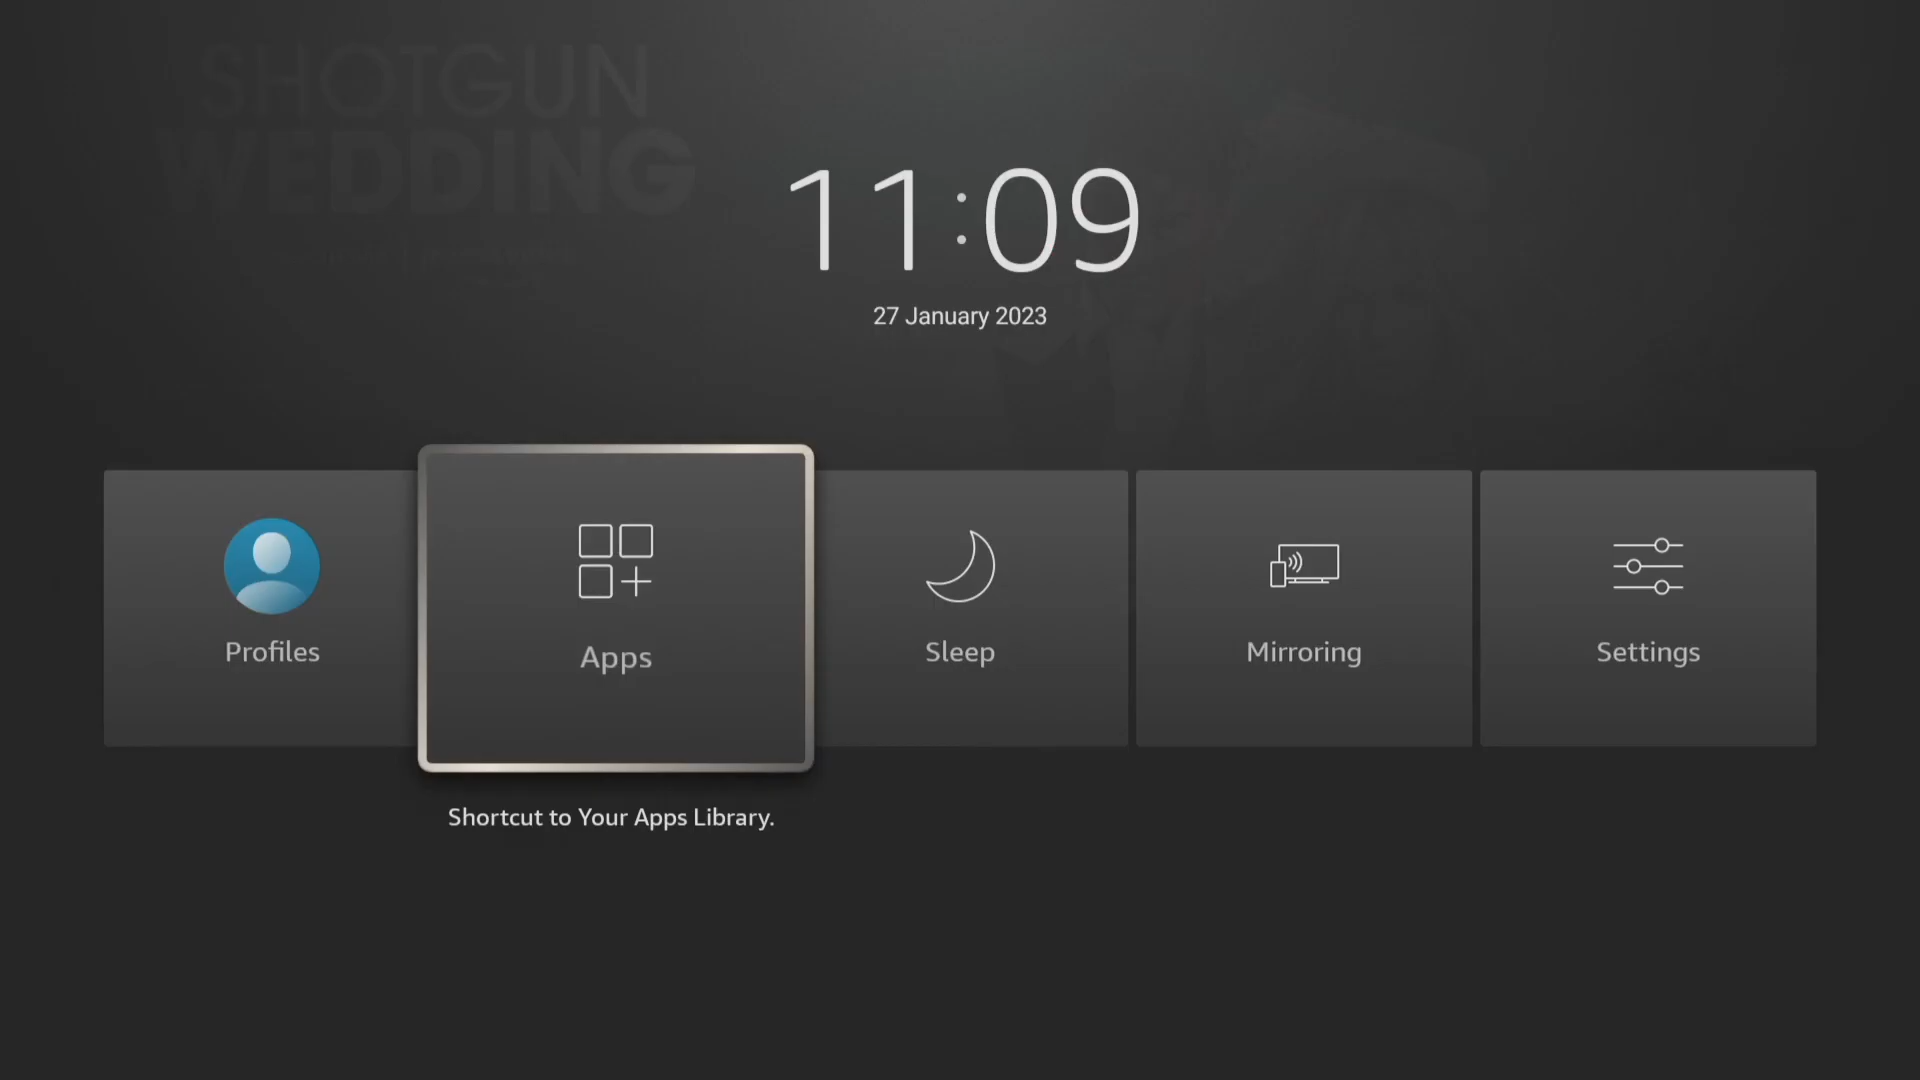 SHOTGUN
WEDDING
11:09
27 January 2023
Profiles
Apps
Sleep
Mirroring
Settings
Shortcut to Your Apps Library.